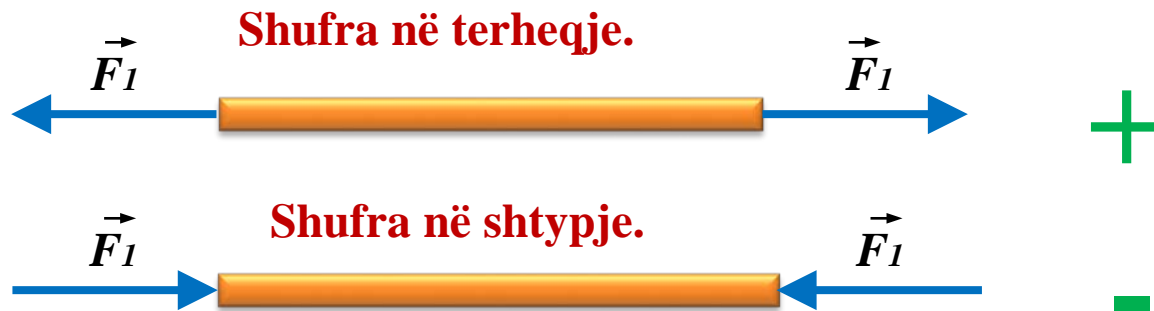 Shufra në terheqje.
F1 F1
+
Shufra në shtypje.
F1 F1
-